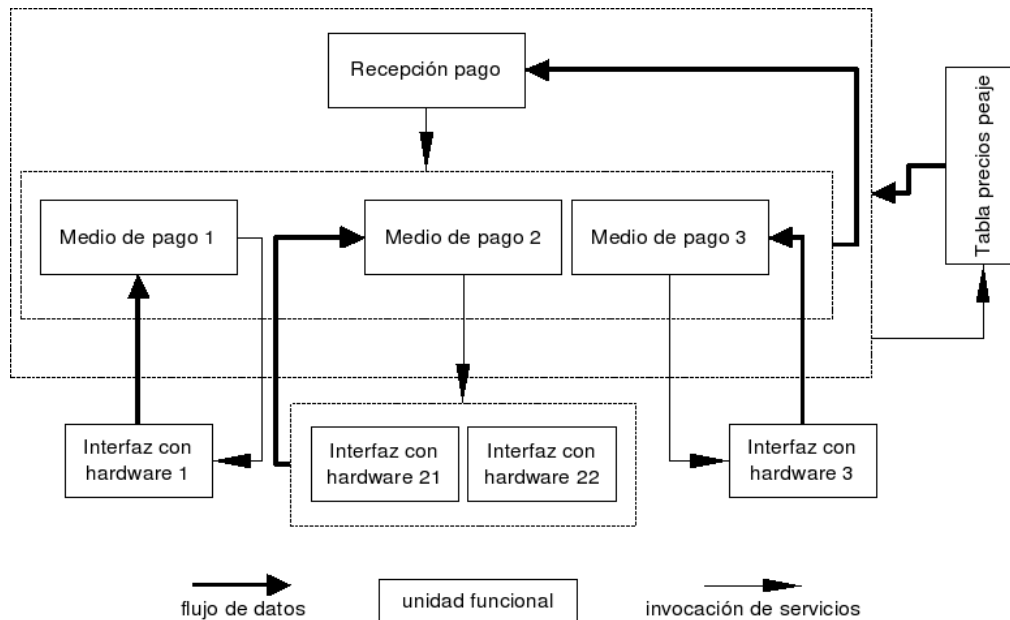 Recepción pago
Tabla precios peaje
Medio de pago 1
Medio de pago 2
Medio de pago 3
Interfaz con
hardware 1
Interfaz con
hardware 21
Interfaz con
hardware 22
Interfaz con
hardware 3
flujo de datos
unidad funcional
invocación de servicios